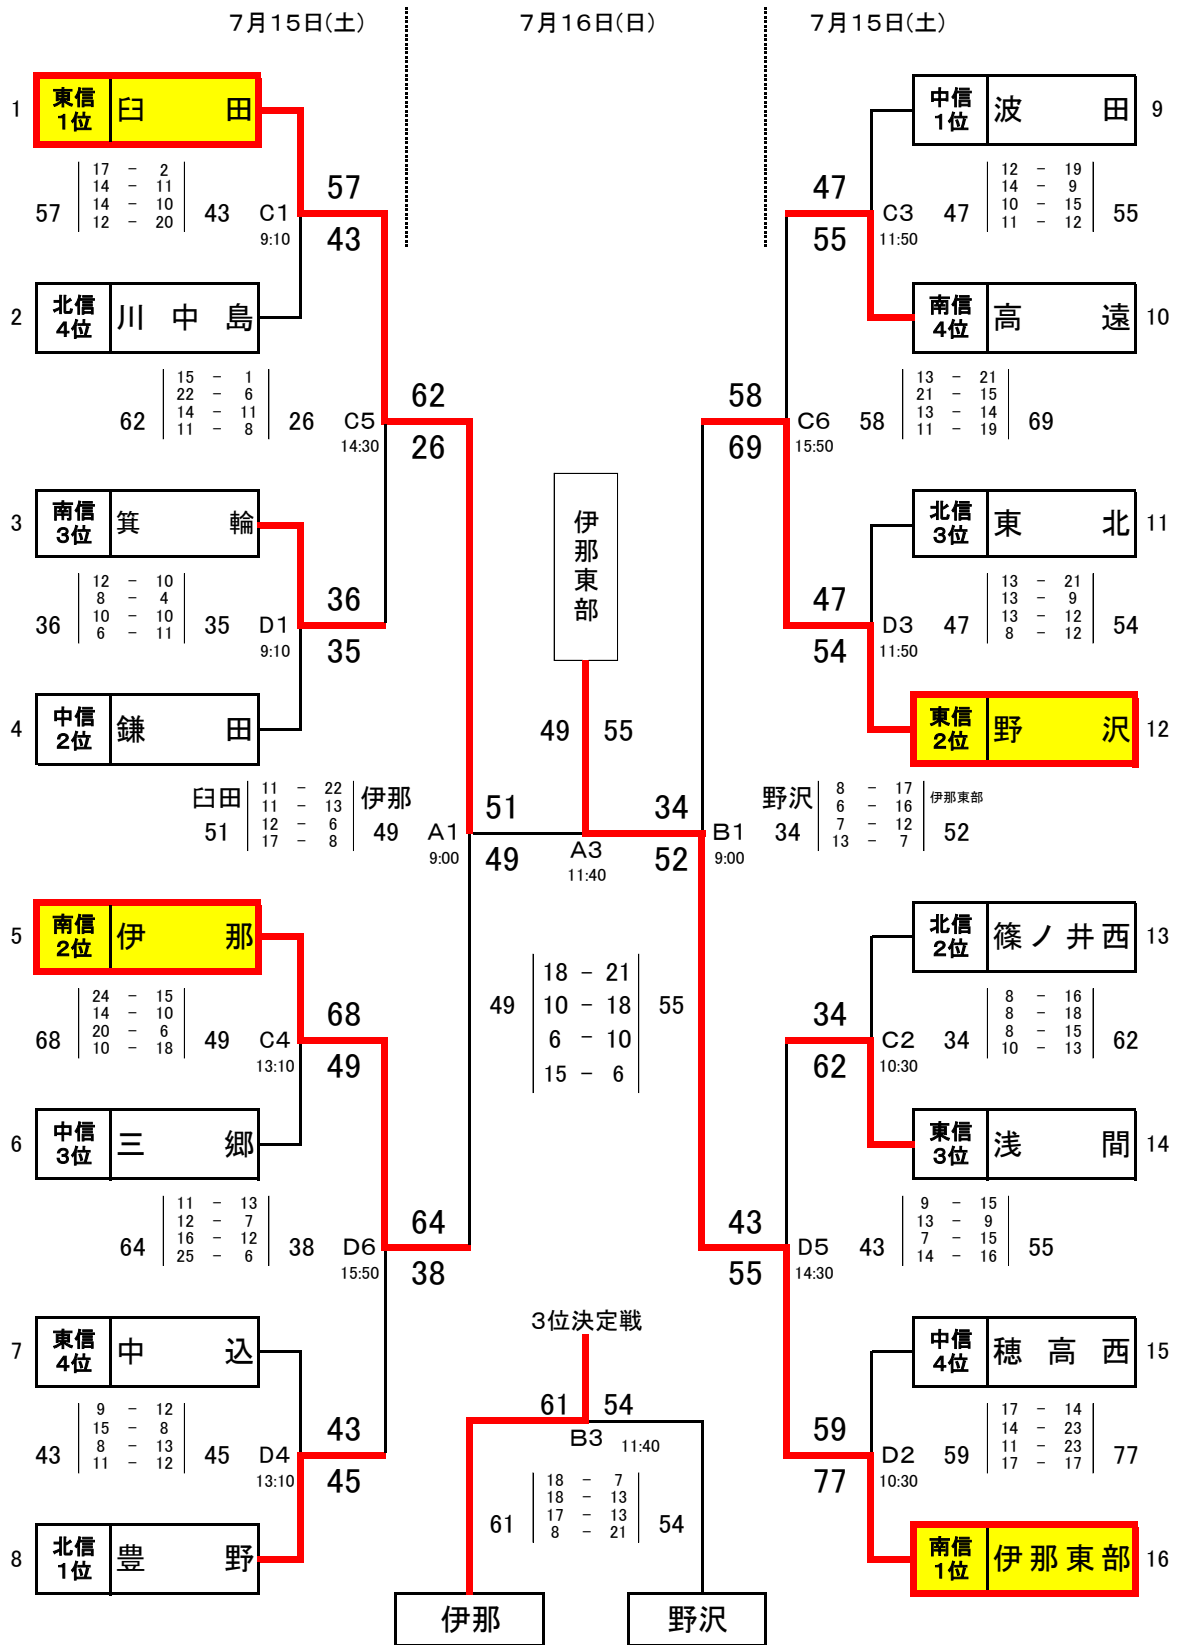 7月15日(土)
7月16日(日)
7月15日(土)
1
東信
1位
臼田
17 - 2
14 - 11
14 - 10
12 - 20
57
43
C1
9:10
57
43
2
北信
4位
川中島
15 - 1
22 - 6
14 - 11
11 - 8
62
26
C5
14:30
62
26
3
南信
3位
箕輪
12 - 10
8 - 4
10 - 10
6 - 11
36
35
D1
9:10
36
35
4
中信
2位
鎌田
臼田
51
11 - 22
11 - 13
12 - 6
17 - 8
伊那
49
A1
9:00
51
49
5
南信
2位
伊那
24 - 15
14 - 10
20 - 6
10 - 18
68
49
C4
13:10
68
49
6
中信
3位
三郷
11 - 13
12 - 7
16 - 12
25 - 6
64
38
D6
15:50
64
38
7
東信
4位
中込
9 - 12
15 - 8
8 - 13
11 - 12
43
45
D4
13:10
43
45
8
北信
1位
豊野
伊那東部
49
55
A3
11:40
18 - 21
10 - 18
6 - 10
15 - 6
49
55
3位決定戦
61
54
B3
11:40
18 - 7
18 - 13
17 - 13
8 - 21
61
54
伊那
野沢
中信
1位
波田
9
47
55
C3
11:50
47
12 - 19
14 - 9
10 - 15
11 - 12
55
南信
4位
高遠
10
58
69
C6
15:50
58
13 - 21
21 - 15
13 - 14
11 - 19
69
北信
3位
東北
11
47
54
D3
11:50
47
13 - 21
13 - 9
13 - 12
8 - 12
54
東信
2位
野沢
12
34
52
B1
9:00
野沢
34
8 - 17
6 - 16
7 - 12
13 - 7
伊那東部
52
北信
2位
篠ノ井西
13
34
62
C2
10:30
34
8 - 16
8 - 18
8 - 15
10 - 13
62
東信
3位
浅間
14
43
55
D5
14:30
43
9 - 15
13 - 9
7 - 15
14 - 16
55
中信
4位
穂高西
15
59
77
D2
10:30
59
17 - 14
14 - 23
11 - 23
17 - 17
77
南信
1位
伊那東部
16